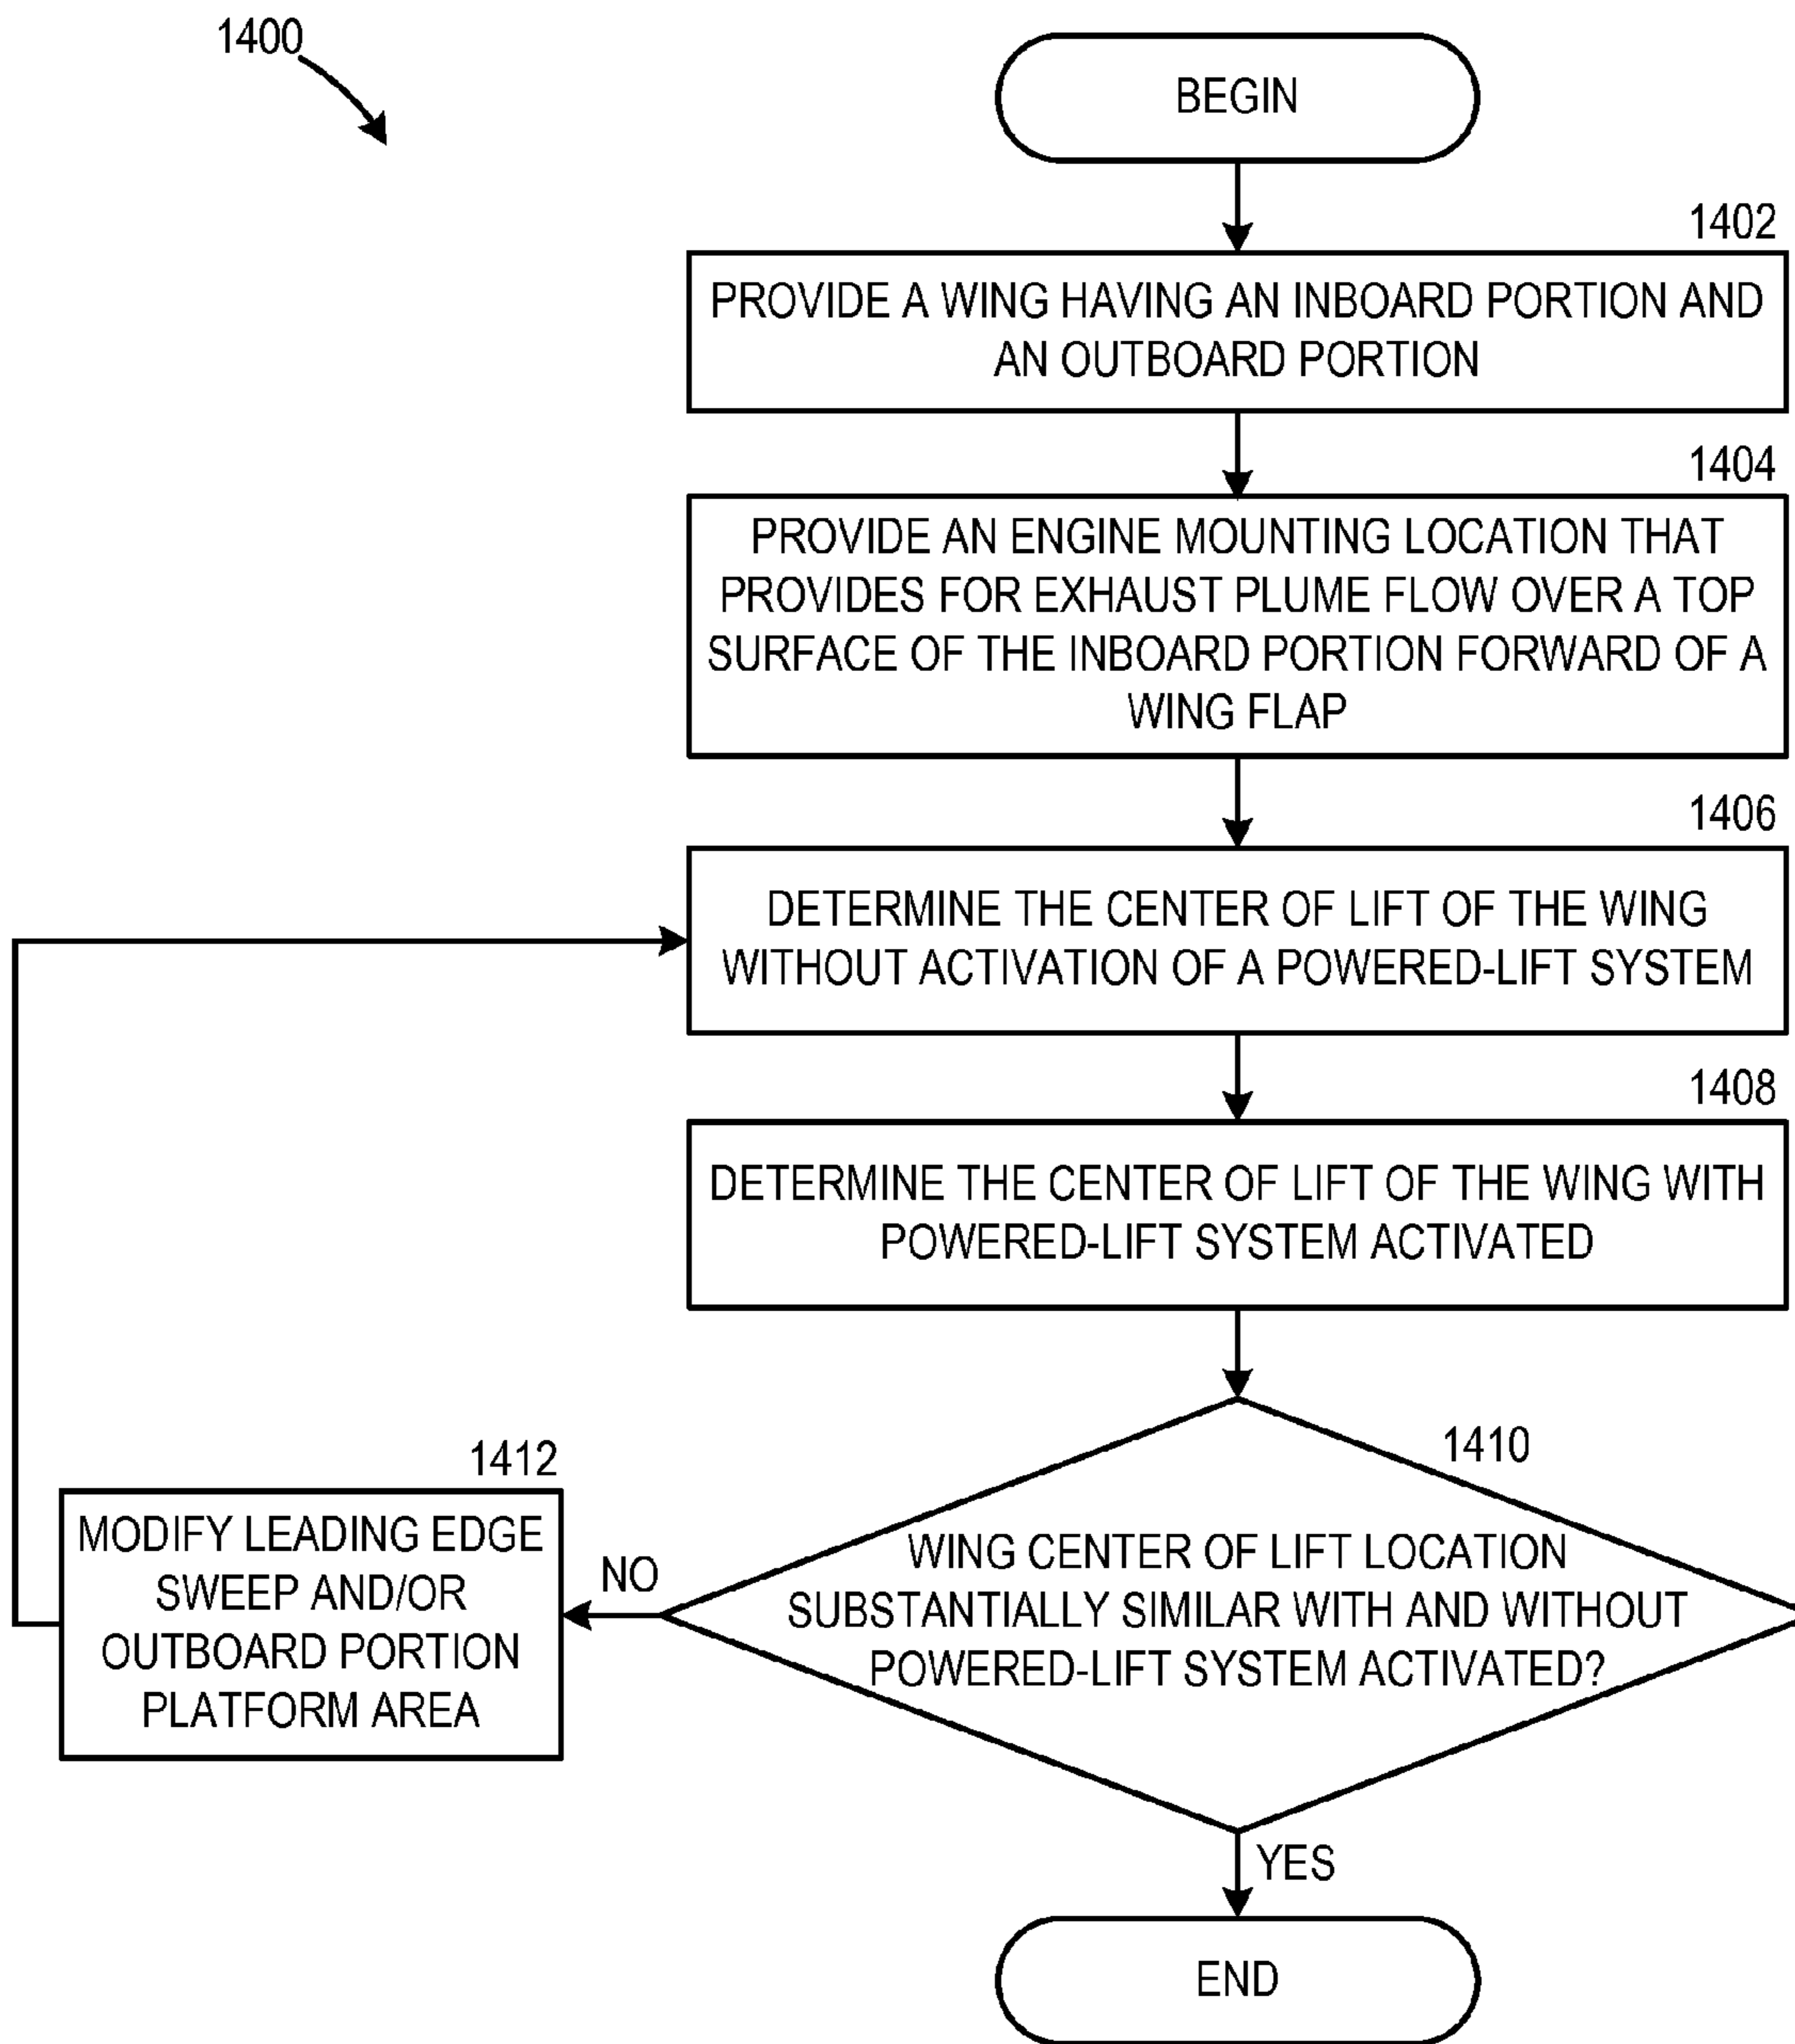 1400
BEGIN
1402
PROVIDE A WING HAVING AN INBOARD PORTION AND
AN OUTBOARD PORTION
1404
PROVIDE AN ENGINE MOUNTING LOCATION THAT
PROVIDES FOR EXHAUST PLUME FLOW OVER A TOP
SURFACE OF THE INBOARD PORTION FORWARD OF A
WING FLAP
1406
DETERMINE THE CENTER OF LIFT OF THE WING
WITHOUT ACTIVATION OF A POWERED-LIFT SYSTEM
1408
DETERMINE THE CENTER OF LIFT OF THE WING WITH
POWERED-LIFT SYSTEM ACTIVATED
1410
WING CENTER OF LIFT LOCATION
SUBSTANTIALLY SIMILAR WITH AND WITHOUT
POWERED-LIFT SYSTEM ACTIVATED?
NO
1412
MODIFY LEADING EDGE
SWEEP AND/OR
OUTBOARD PORTION
PLATFORM AREA
YES
END